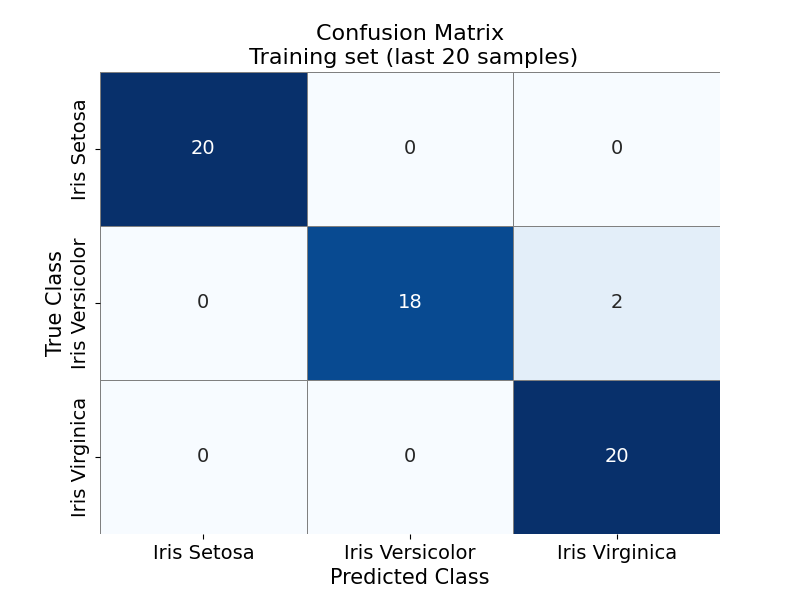 Confusion Matrix
Training set (last 20 samples)
True Class
Iris Setosa
20 0 0
Iris Versicolor
0 18 2
Iris Virginica
0 0 20
Iris Setosa Iris Versicolor Iris Virginica
Predicted Class